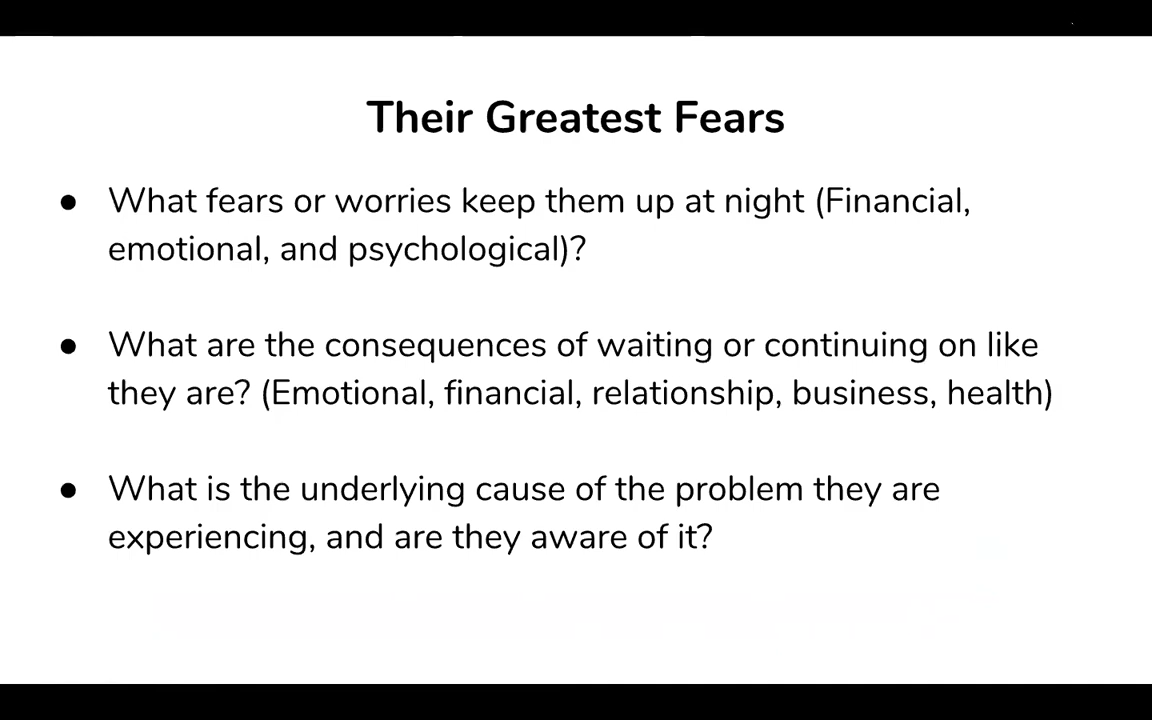 Their Greatest Fears
● What fears or worries keep them up at night (Financial,
emotional, and psychological)?
● What are the consequences of waiting or continuing on like
they are? (Emotional, financial, relationship, business, health)
● What is the underlying cause of the problem they are
experiencing, and are they aware of it?